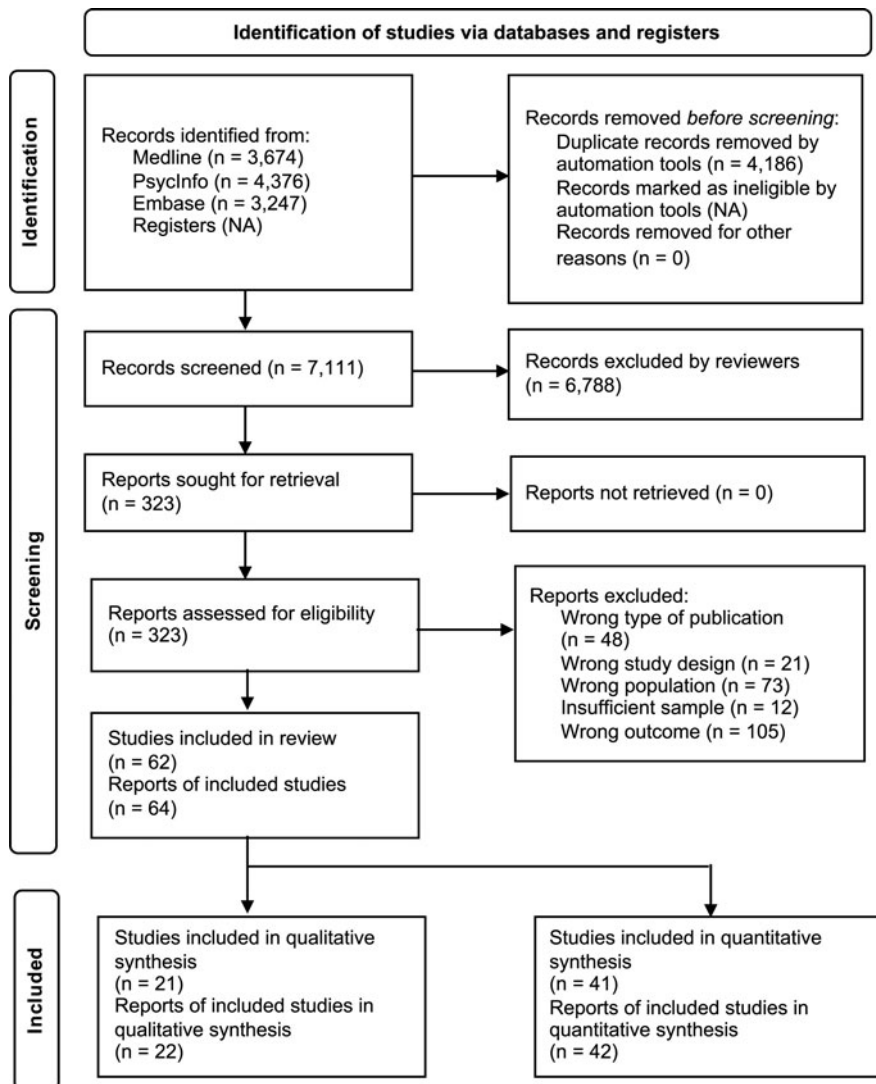 Identification of studies via databases and registers
Identification
Records identified from:
Medline (n = 3,674)
PsycInfo (n = 4,376)
Embase (n = 3,247)
Registers (NA)
Records removed before screening:
Duplicate records removed by
automation tools (n = 4,186)
Records marked as ineligible by
automation tools (NA)
Records removed for other
reasons (n = 0)
Screening
Records screened (n = 7,111)
Records excluded by reviewers
(n = 6,788)
Reports sought for retrieval
(n = 323)
Reports not retrieved (n = 0)
Reports assessed for eligibility
(n = 323)
Reports excluded:
Wrong type of publication
(n = 48)
Wrong study design (n = 21)
Wrong population (n = 73)
Insufficient sample (n = 12)
Wrong outcome (n = 105)
Studies included in review
(n = 62)
Reports of included studies
(n = 64)
Included
Studies included in qualitative
synthesis
(n = 21)
Reports of included studies in
qualitative synthesis
(n = 22)
Studies included in quantitative
synthesis
(n = 41)
Reports of included studies in
quantitative synthesis
(n = 42)